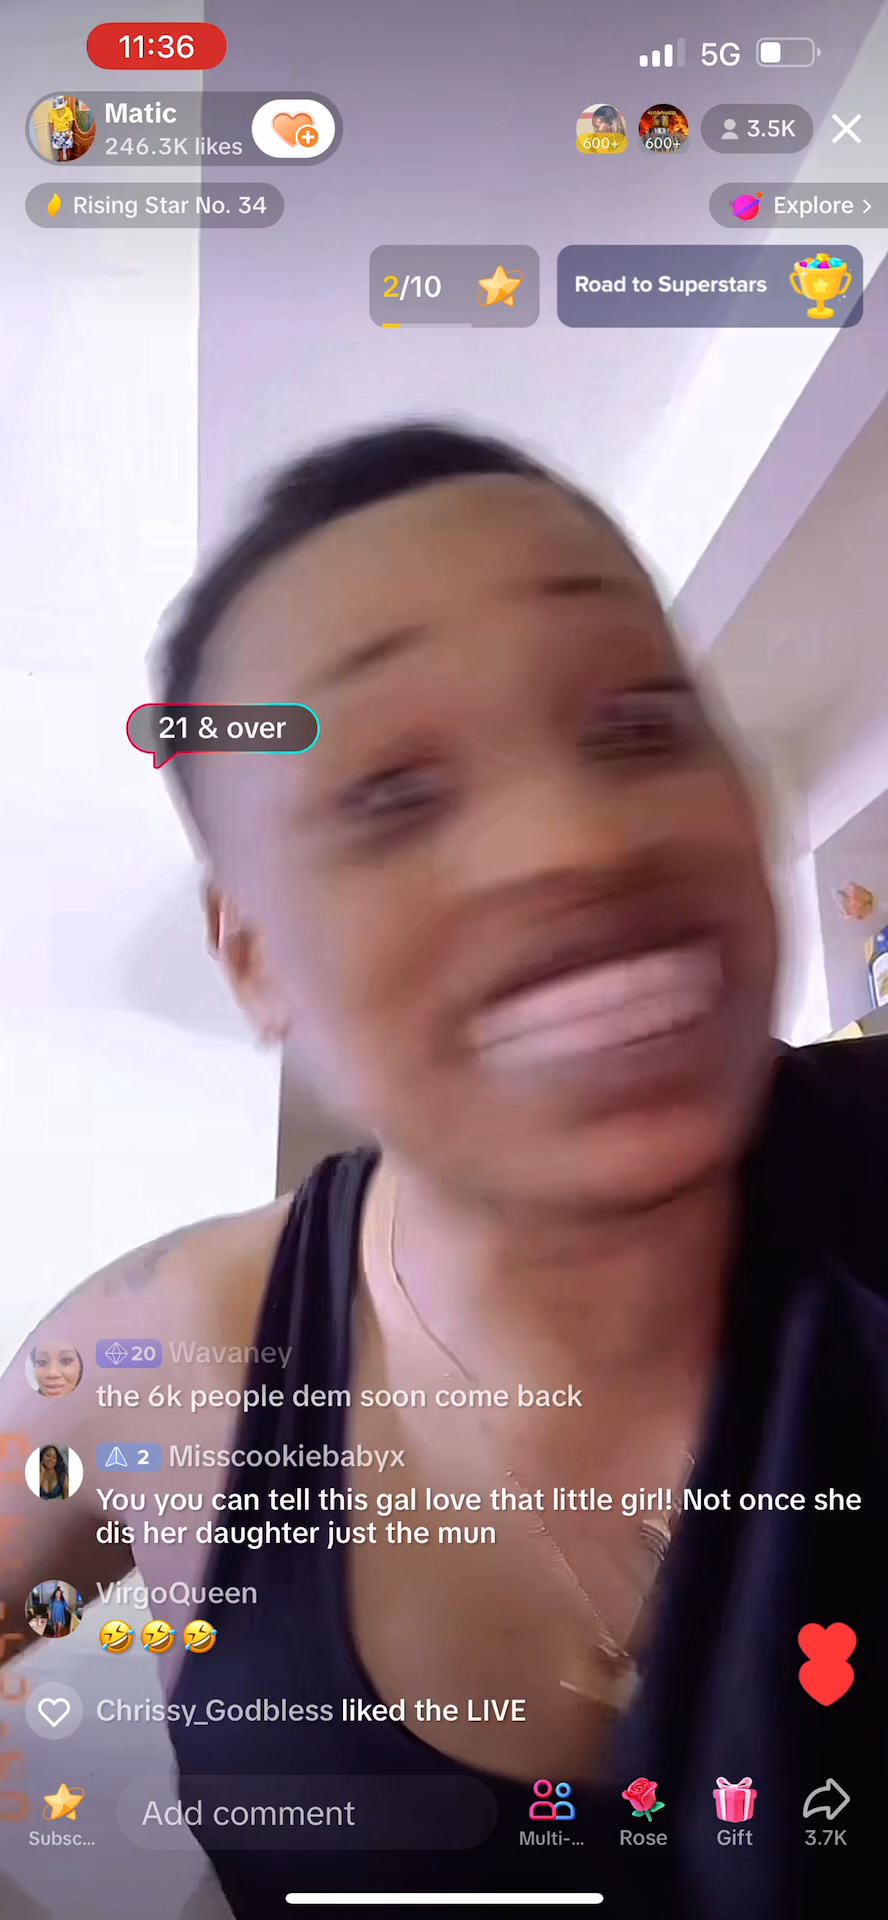 11:36
5G
Matic
246.3K likes
600+
600+
3.5K
Rising Star No. 34
Explore >
2/10
Road to Superstars
21 & over
20 Wavaney
the 6k people dem soon come back
2 Misscookiebabyx
You you can tell this gal love that little girl! Not once she
dis her daughter just the mun
VirgoQueen
🤣🤣🤣
Chrissy_Godbless liked the LIVE
Subsc...
Add comment
Multi-...
Rose
Gift
3.7K